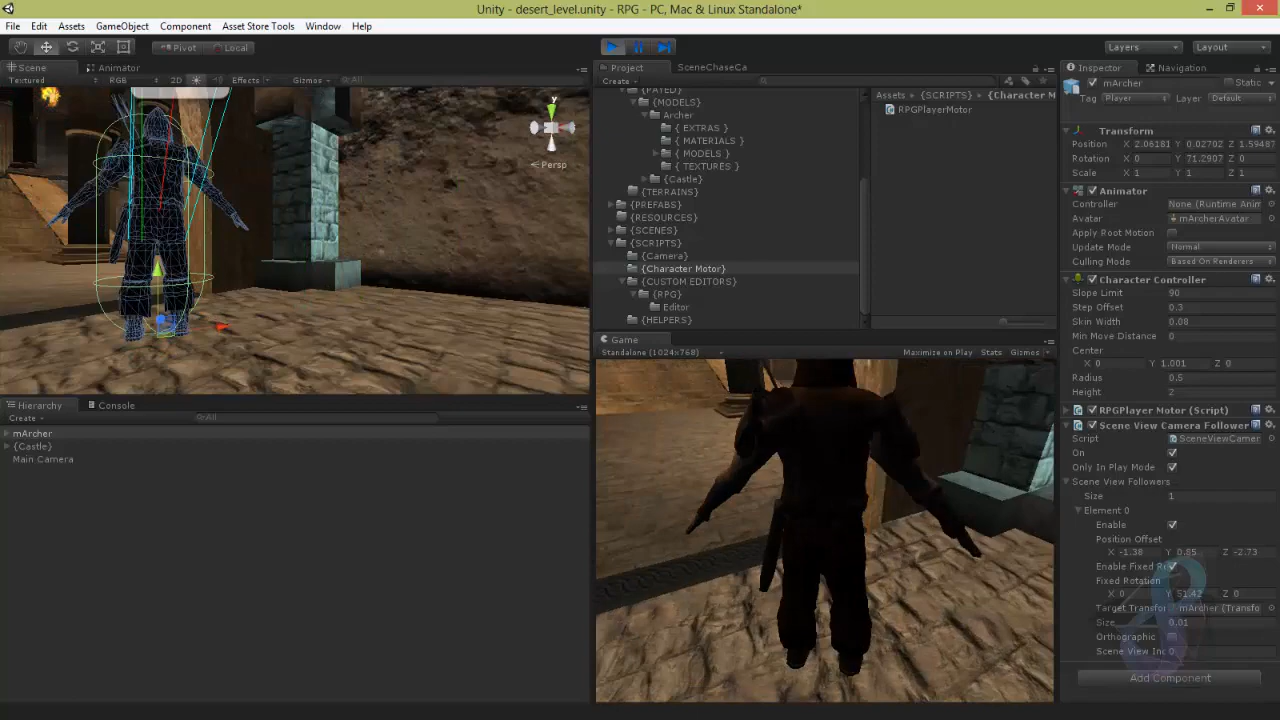 Unity - desert_level.unity - RPG - PC, Mac & Linux Standalone*
File Edit Assets GameObject Component Asset Store Tools Window Help
Pivot Local
Layers Layout
Scene Animator
Textured RGB 2D Effects Gizmos All
Project SceneChaseCa
Create
{MODELS}
Archer
{ EXTRAS }
{ MATERIALS }
{ MODELS }
{ TEXTURES }
{Castle}
{TERRAINS}
{PREFABS}
{RESOURCES}
{SCENES}
{SCRIPTS}
{Camera}
{Character Motor}
{CUSTOM EDITORS}
{RPG}
Editor
{HELPERS}
Assets {SCRIPTS} {Character M
RPGPlayerMotor
Persp
y
Game
Standalone (1024x768) Maximize on Play Stats Gizmos
Hierarchy Console
Create All
mArcher
{Castle}
Main Camera
Inspector Navigation
mArcher Static
Tag Player Layer Default
Transform
Position X 2.06181 Y 0.02702 Z 1.59487
Rotation X 0 Y 71.2907 Z 0
Scale X 1 Y 1 Z 1
Animator
Controller None (Runtime Anim
Avatar mArcherAvatar
Apply Root Motion
Update Mode Normal
Culling Mode Based On Renderers
Character Controller
Slope Limit 90
Step Offset 0.3
Skin Width 0.08
Min Move Distance 0
Center
X 0 Y 1.001 Z 0
Radius 0.5
Height 2
RPGPlayer Motor (Script)
Scene View Camera Follower
Script SceneViewCamer
On
Only In Play Mode
Scene View Followers
Size 1
Element 0
Enable
Position Offset
X -1.38 Y 0.85 Z -2.73
Enable Fixed R
Fixed Rotation
X 0 Y 51.42 Z 0
Target Transfor mArcher (Transfo
Size 0.01
Orthographic
Scene View Ind 0
Add Component